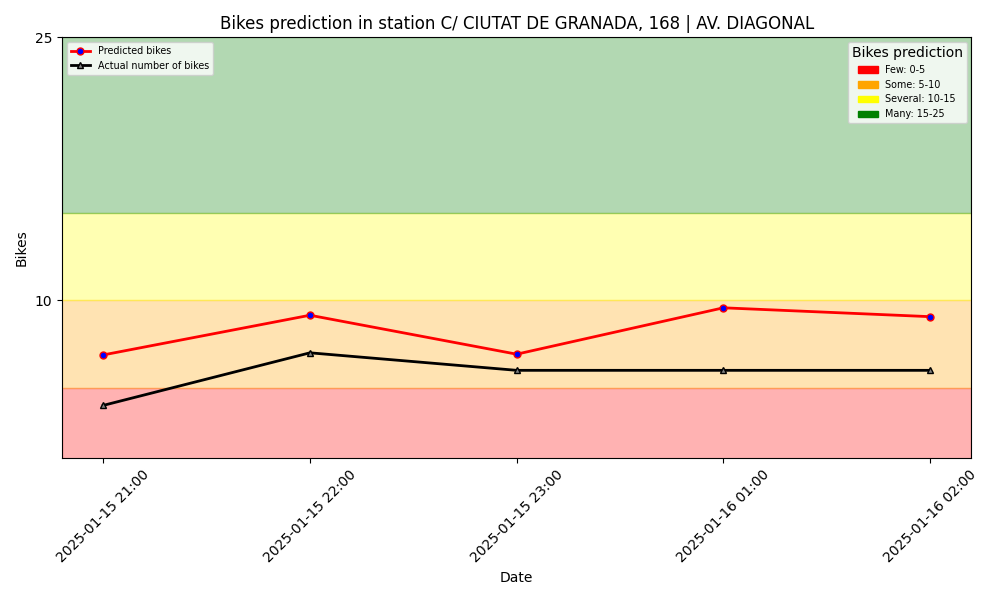 Bikes prediction in station C/ CIUTAT DE GRANADA, 168 | AV. DIAGONAL
25
Predicted bikes
Actual number of bikes
Bikes prediction
Few: 0-5
Some: 5-10
Several: 10-15
Many: 15-25
Bikes
10
2025-01-15 21:00
2025-01-15 22:00
2025-01-15 23:00
2025-01-16 01:00
2025-01-16 02:00
Date